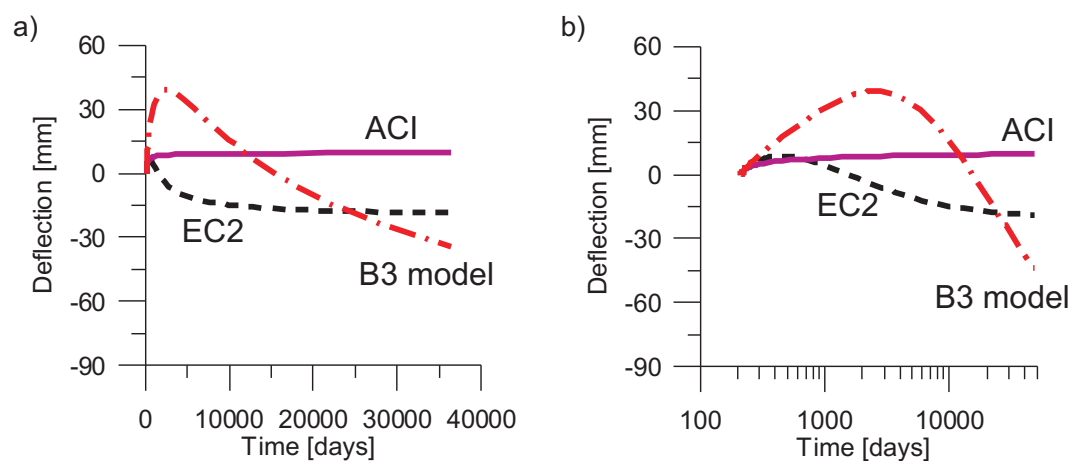 a)
60
30
0
-30
-60
-90
Deflection [mm]
ACI
EC2
B3 model
0 10000 20000 30000 40000
Time [days]
b)
60
30
0
-30
-60
-90
Deflection [mm]
ACI
EC2
B3 model
100 1000 10000
Time [days]